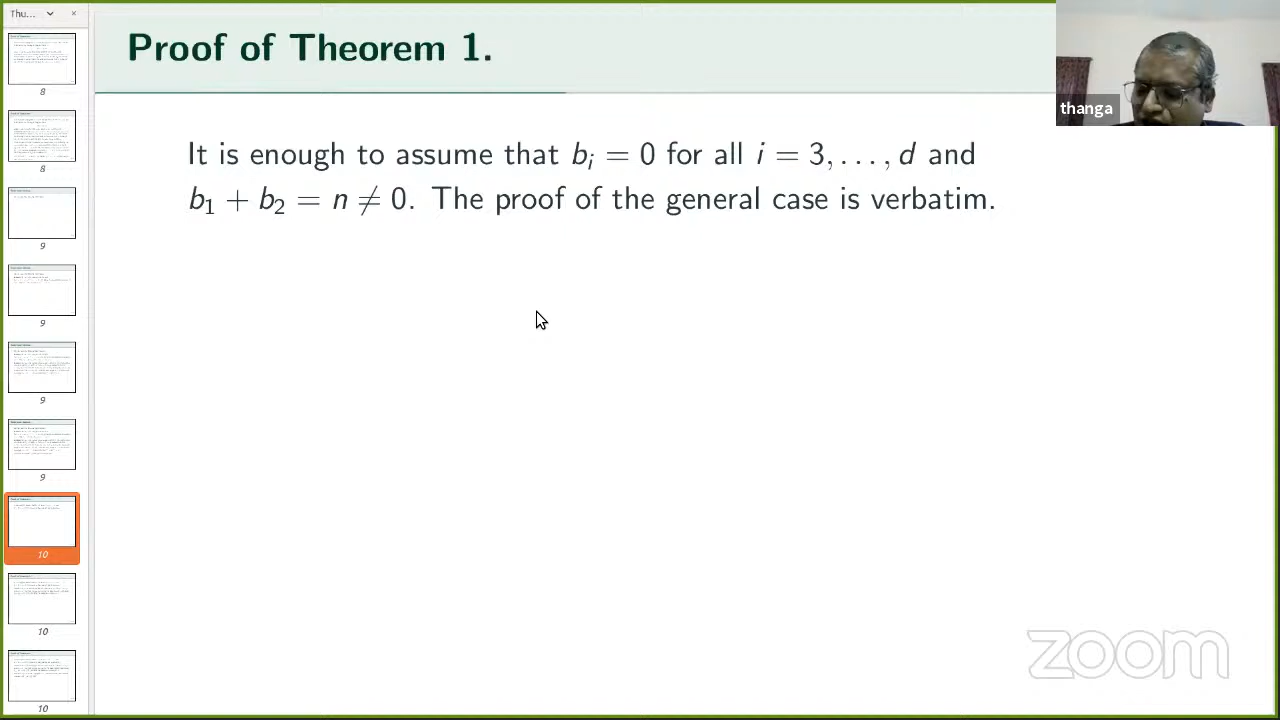 Thu...
Proof of Theorem 1.
thanga
It is enough to assume that b_i = 0 for all i = 3, . . . , d and
b_1 + b_2 = n ≠ 0. The proof of the general case is verbatim.
8
8
9
9
9
9
10
10
10
zoom